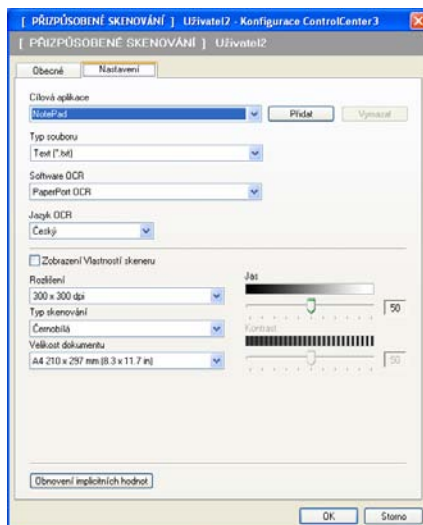 [ PŘIZPŮSOBENÉ SKENOVÁNÍ ] Uživatel2 - Konfigurace ControlCenter3
[ PŘIZPŮSOBENÉ SKENOVÁNÍ ] Uživatel2
Obecné Nastavení
Cílová aplikace
NotePad Přidat Vymazat
Typ souboru
Text (*.txt)
Software OCR
PaperPort OCR
Jazyk OCR
Český
Zobrazení Vlastností skeneru
Rozlišení Jas
300 x 300 dpi 50
Typ skenování
Černobílá Kontrast
Velikost dokumentu
A4 210 x 297 mm (8.3 x 11.7 in) 50
Obnovení implicitních hodnot
OK Storno